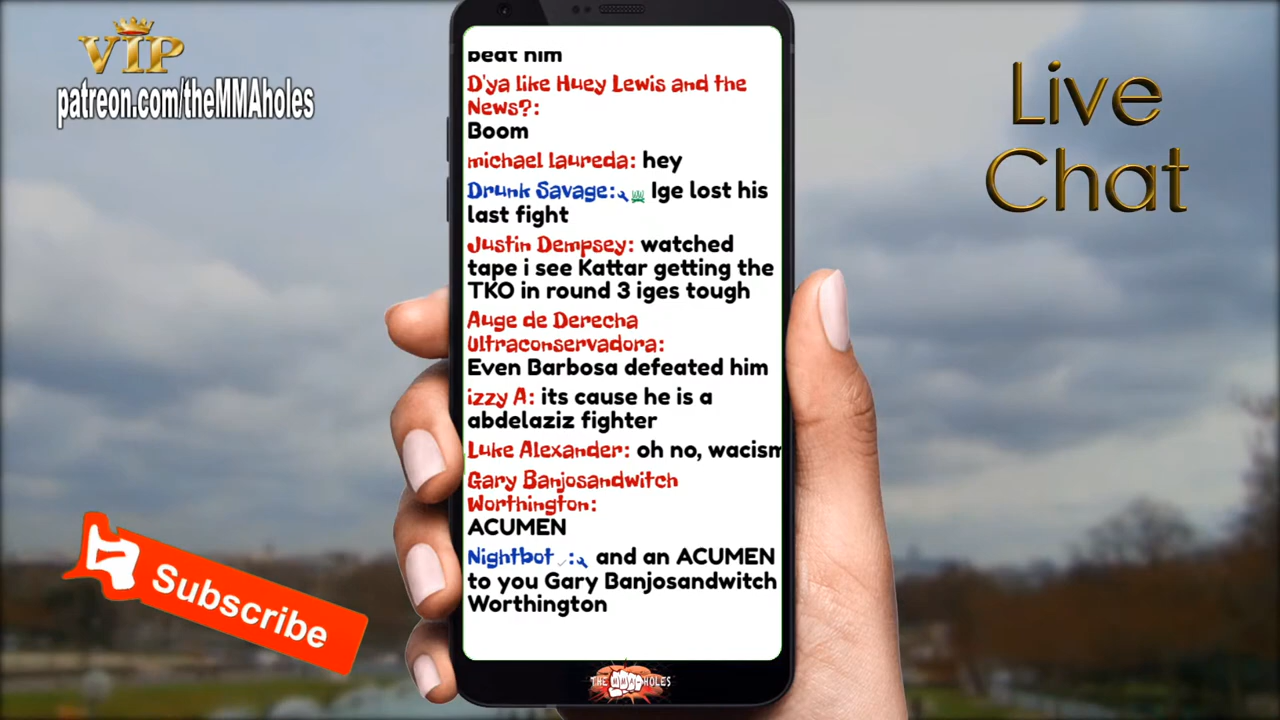 VIP
patreon.com/theMMAholes
beat him
D'ya like Huey Lewis and the
News?:
Boom
michael laureda: hey
Drunk Savage: Ige lost his
last fight
Justin Dempsey: watched
tape i see Kattar getting the
TKO in round 3 iges tough
Auge de Derecha
Ultraconservadora:
Even Barbosa defeated him
izzy A: its cause he is a
abdelaziz fighter
Luke Alexander: oh no, wacism
Gary Banjosandwitch
Worthington:
ACUMEN
Nightbot ✓: and an ACUMEN
to you Gary Banjosandwitch
Worthington
THE MMA-HOLES
Live
Chat
Subscribe